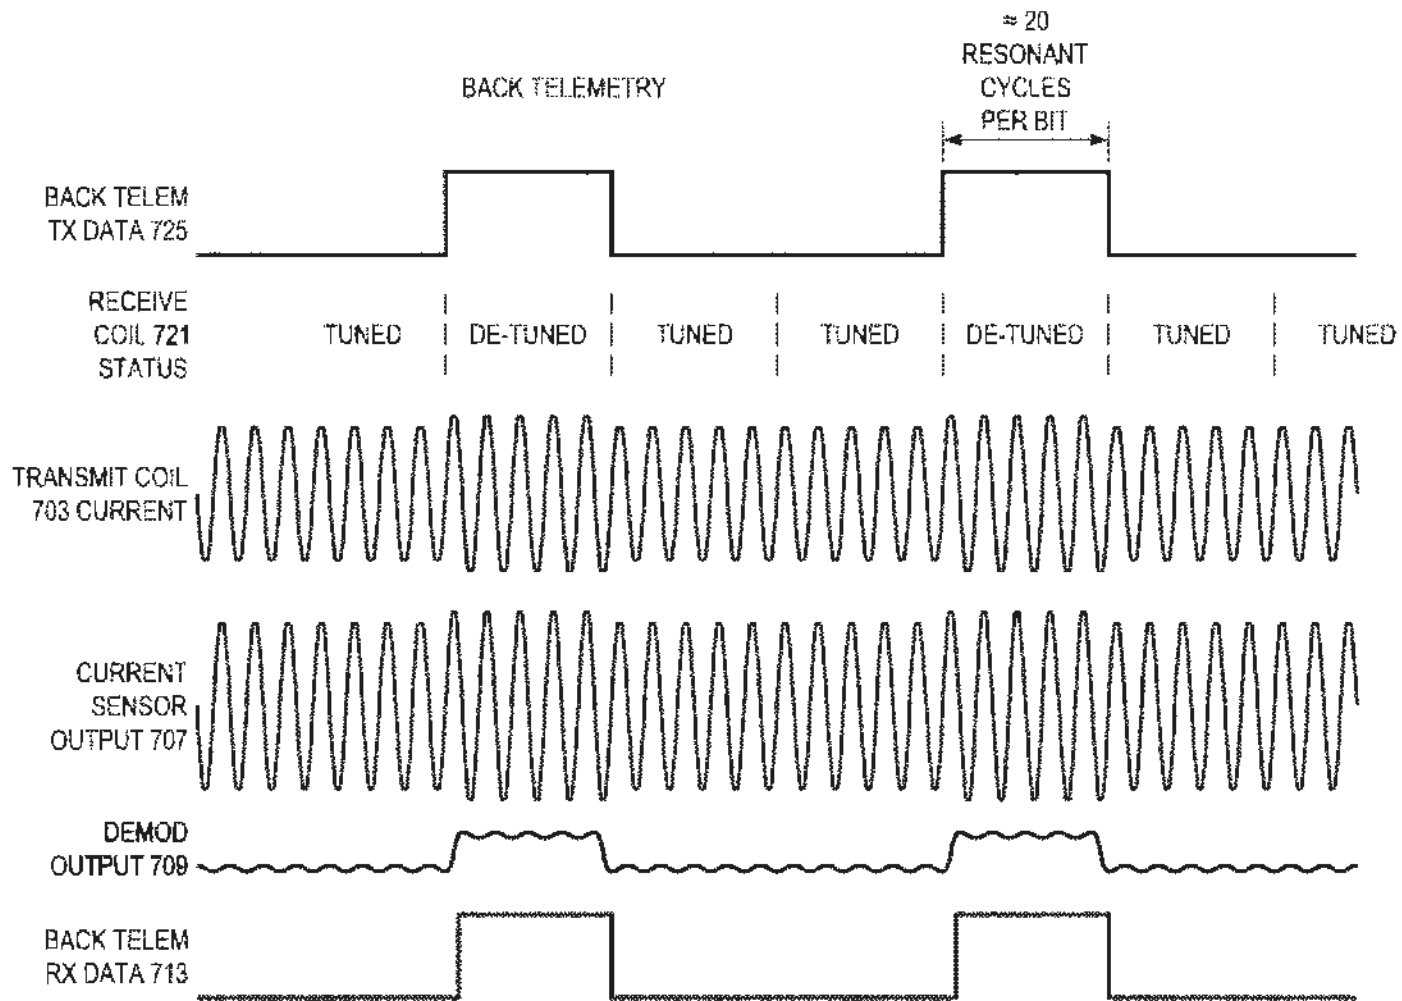 ≈ 20
RESONANT
CYCLES
PER BIT
BACK TELEMETRY
BACK TELEM
TX DATA 725
RECEIVE
COIL 721
STATUS
TUNED
DE-TUNED
TUNED
TUNED
DE-TUNED
TUNED
TUNED
TRANSMIT COIL
703 CURRENT
CURRENT
SENSOR
OUTPUT 707
DEMOD
OUTPUT 709
BACK TELEM
RX DATA 713